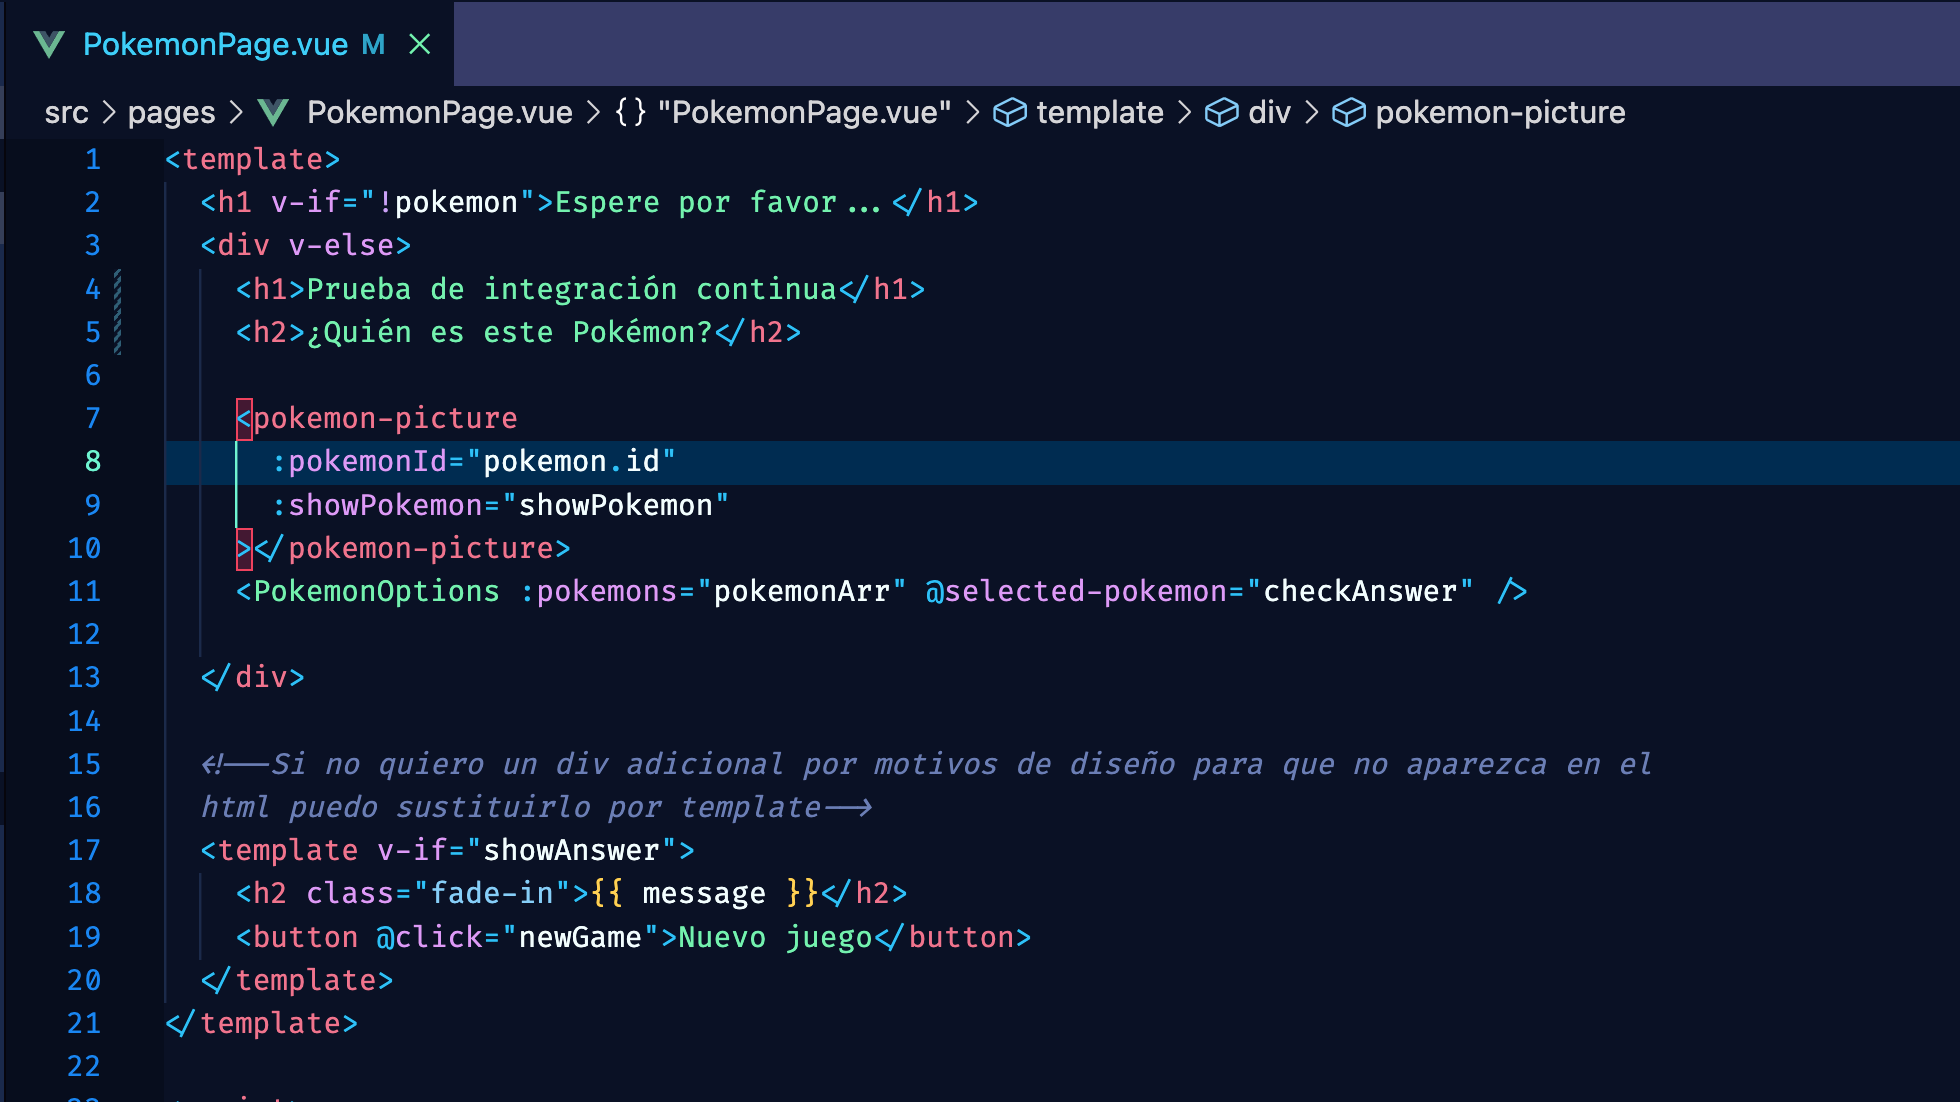 PokemonPage.vue M
src > pages > PokemonPage.vue > {} "PokemonPage.vue" > template > div > pokemon-picture
1 <template>
2 <h1 v-if="!pokemon">Espere por favor...</h1>
3 <div v-else>
4 <h1>Prueba de integración continua</h1>
5 <h2>¿Quién es este Pokémon?</h2>
6
7 <pokemon-picture
8 :pokemonId="pokemon.id"
9 :showPokemon="showPokemon"
10 ></pokemon-picture>
11 <PokemonOptions :pokemons="pokemonArr" @selected-pokemon="checkAnswer" />
12
13 </div>
14
15 <!--Si no quiero un div adicional por motivos de diseño para que no aparezca en el
16 html puedo sustituirlo por template-->
17 <template v-if="showAnswer">
18 <h2 class="fade-in">{{ message }}</h2>
19 <button @click="newGame">Nuevo juego</button>
20 </template>
21 </template>
22